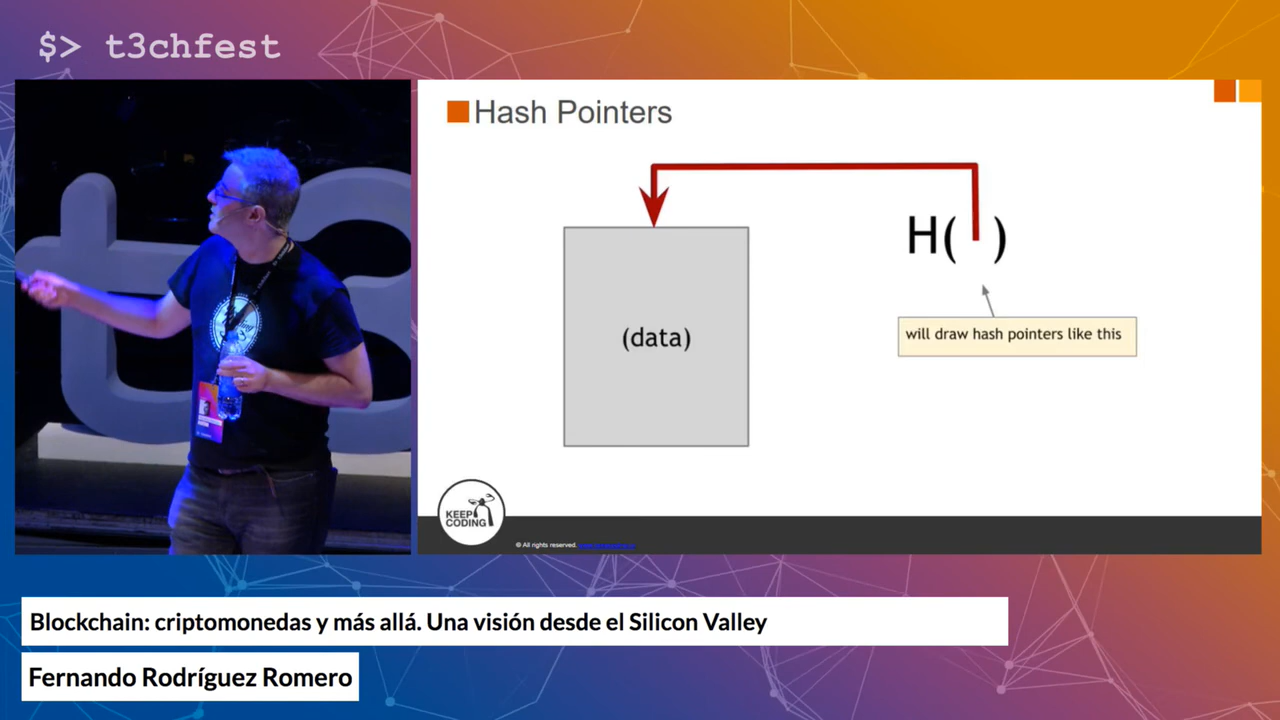 $> t3chfest
Hash Pointers
H( )
(data)
will draw hash pointers like this
KEEP
CODING
© All rights reserved.
Blockchain: criptomonedas y más allá. Una visión desde el Silicon Valley
Fernando Rodríguez Romero
t3